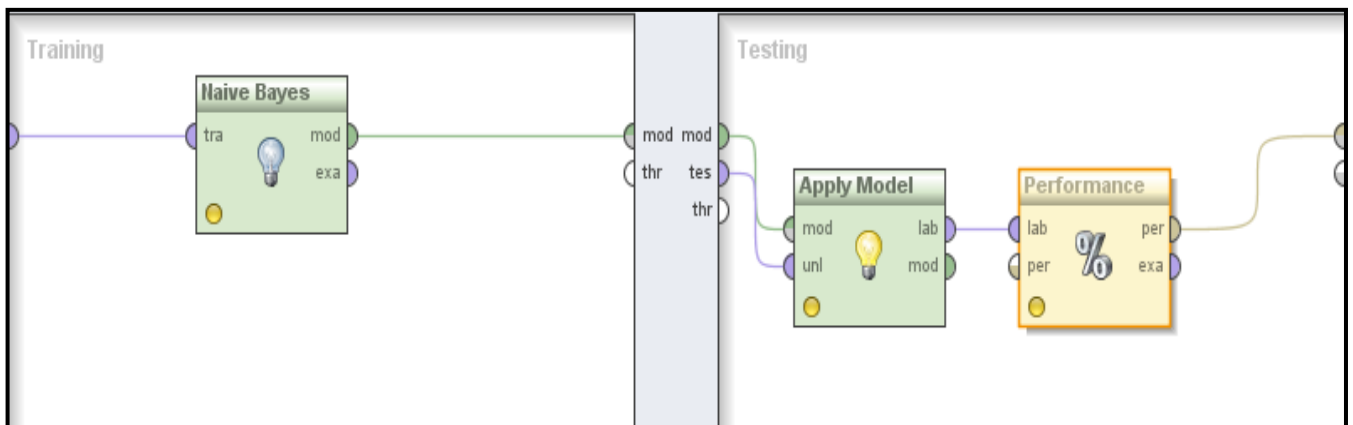 Training
Naive Bayes
tra mod
exa
mod mod
thr tes
thr
Testing
Apply Model
mod lab
unl mod
Performance
lab per
per exa
%